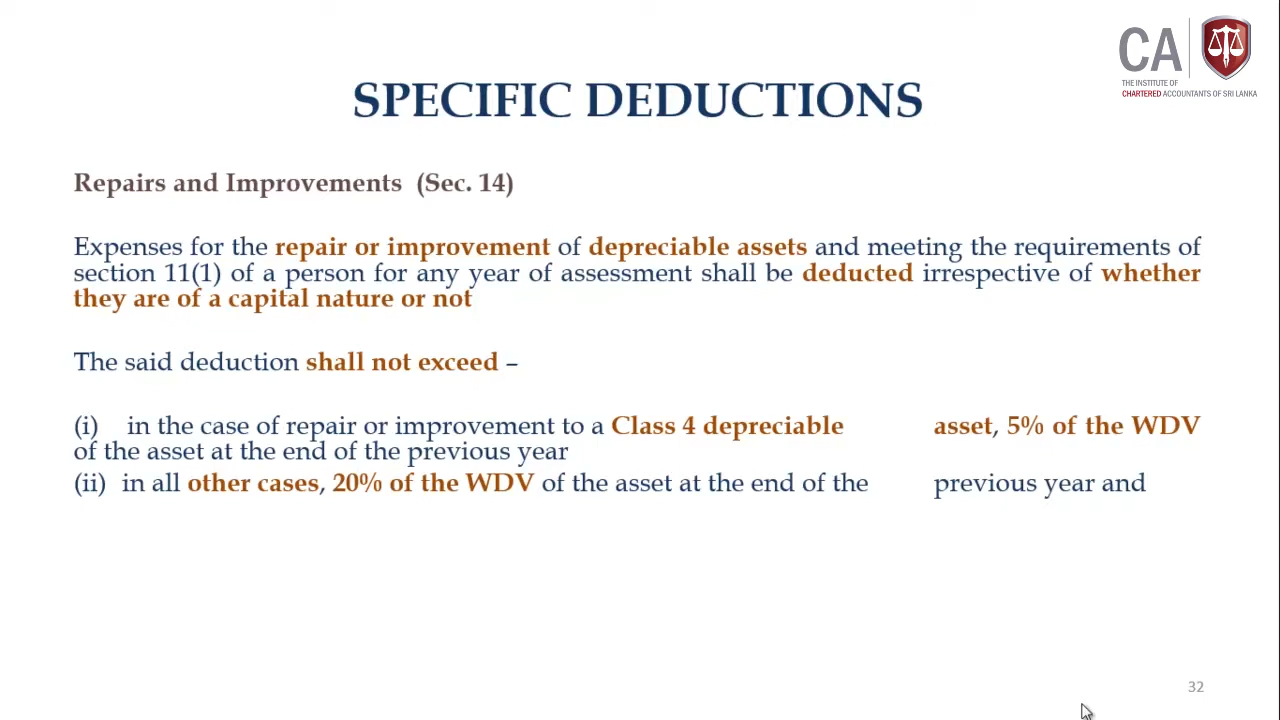 CA
THE INSTITUTE OF
CHARTERED ACCOUNTANTS OF SRI LANKA
SPECIFIC DEDUCTIONS
Repairs and Improvements (Sec. 14)
Expenses for the repair or improvement of depreciable assets and meeting the requirements of
section 11(1) of a person for any year of assessment shall be deducted irrespective of whether
they are of a capital nature or not
The said deduction shall not exceed –
(i) in the case of repair or improvement to a Class 4 depreciable asset, 5% of the WDV
of the asset at the end of the previous year
(ii) in all other cases, 20% of the WDV of the asset at the end of the previous year and
32